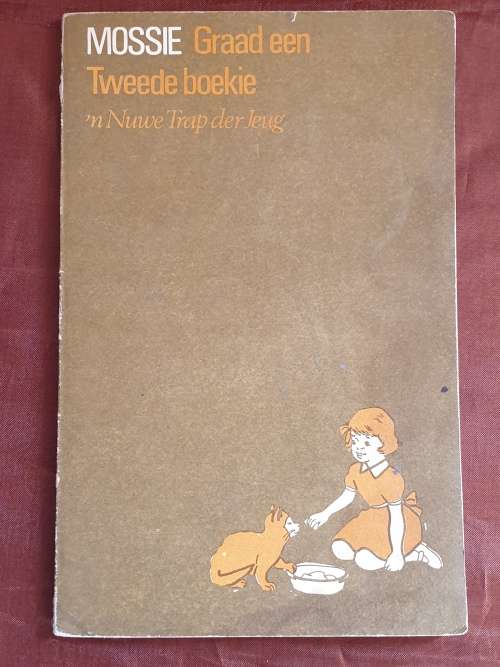 MOSSIE Graad een
Tweede boekie
'n Nuwe Trap der Jeug